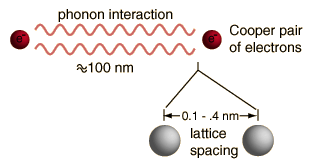 phonon interaction
e⁻
e⁻
Cooper pair
of electrons
≈100 nm
0.1 - .4 nm
lattice
spacing